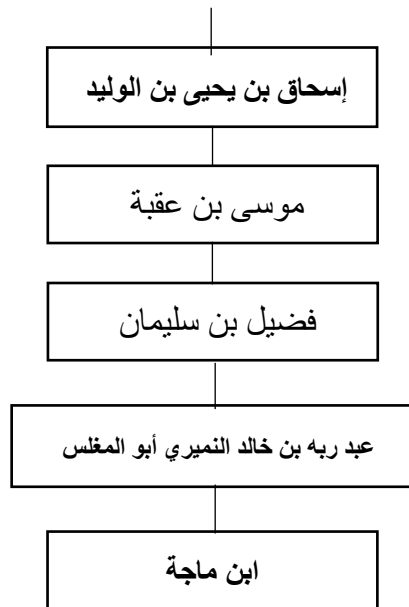 إسحاق بن يحيى بن الوليد
موسى بن عقبة
فضيل بن سليمان
عبد ربه بن خالد النميري أبو المغلس
ابن ماجة